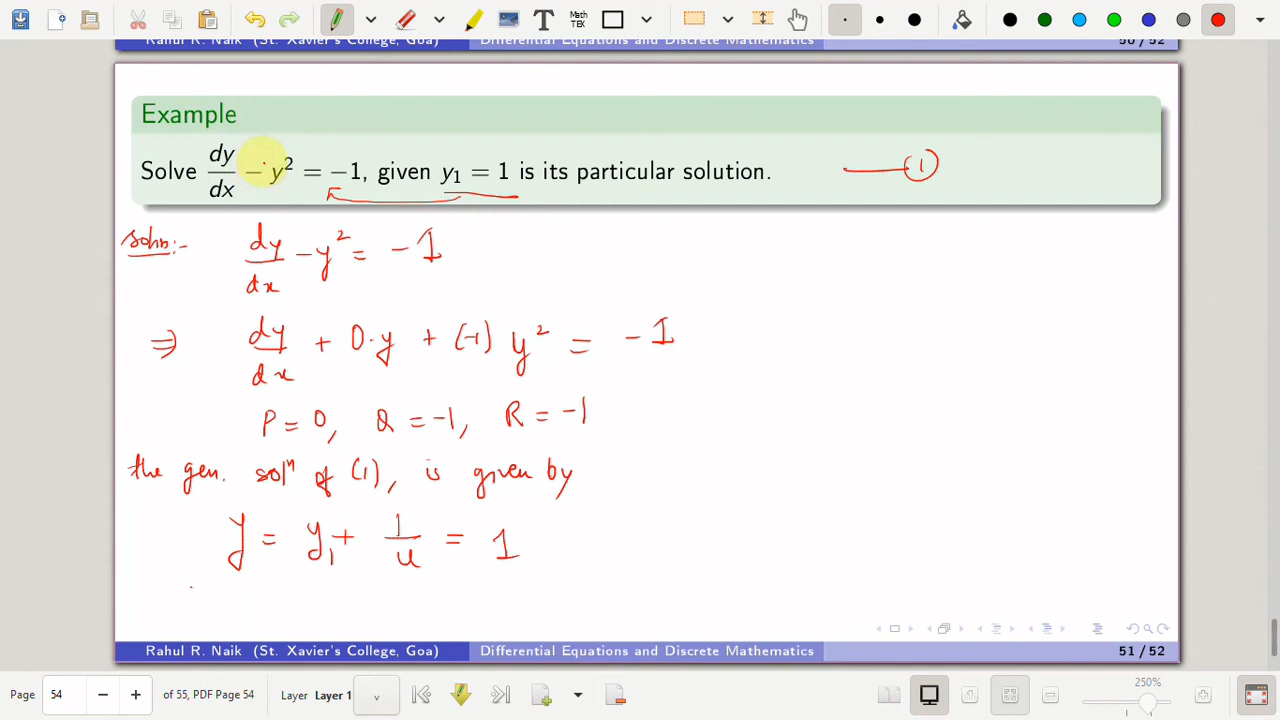 T Math TEX
Rahul R. Naik (St. Xavier's College, Goa) Differential Equations and Discrete Mathematics 50 / 52
Example
Solve dy/dx − y² = −1, given y₁ = 1 is its particular solution. (1)
Soln:- dy/dx − y² = −1
⇒ dy/dx + 0·y + (−1) y² = −1
P = 0, Q = −1, R = −1
the gen. solⁿ of (1), is given by
y = y₁ + 1/u = 1
Rahul R. Naik (St. Xavier's College, Goa) Differential Equations and Discrete Mathematics 51 / 52
Page 54 of 55, PDF Page 54 Layer Layer 1 250%